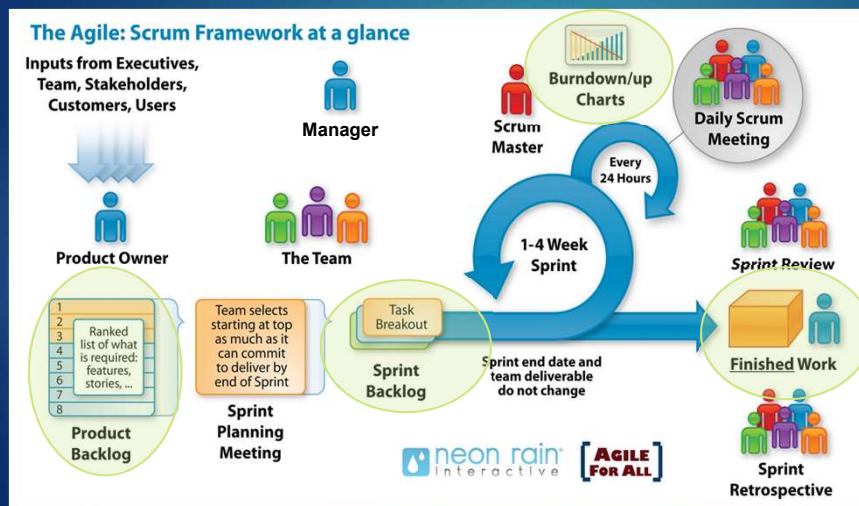 The Agile: Scrum Framework at a glance
Inputs from Executives,
Team, Stakeholders,
Customers, Users
Manager
Scrum
Master
Burndown/up
Charts
Daily Scrum
Meeting
Every
24 Hours
Product Owner
The Team
1-4 Week
Sprint
Sprint Review
1
2
3
4
5
6
7
8
Ranked
list of what
is required:
features,
stories, ...
Product
Backlog
Team selects
starting at top
as much as it
can commit
to deliver by
end of Sprint
Sprint
Planning
Meeting
Task
Breakout
Sprint
Backlog
Sprint end date and
team deliverable
do not change
Finished Work
Sprint
Retrospective
neon rain®
interactive
AGILE
FOR ALL